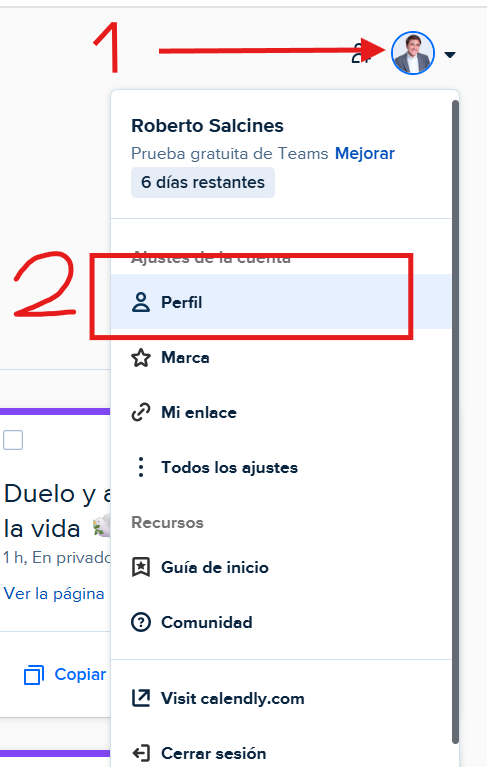 1
Roberto Salcines
Prueba gratuita de Teams Mejorar
6 días restantes
Ajustes de la cuenta
2
Perfil
Marca
Mi enlace
Todos los ajustes
Recursos
Guía de inicio
Comunidad
Visit calendly.com
Cerrar sesión
Duelo y a
la vida
1 h, En privado
Ver la página
Copiar